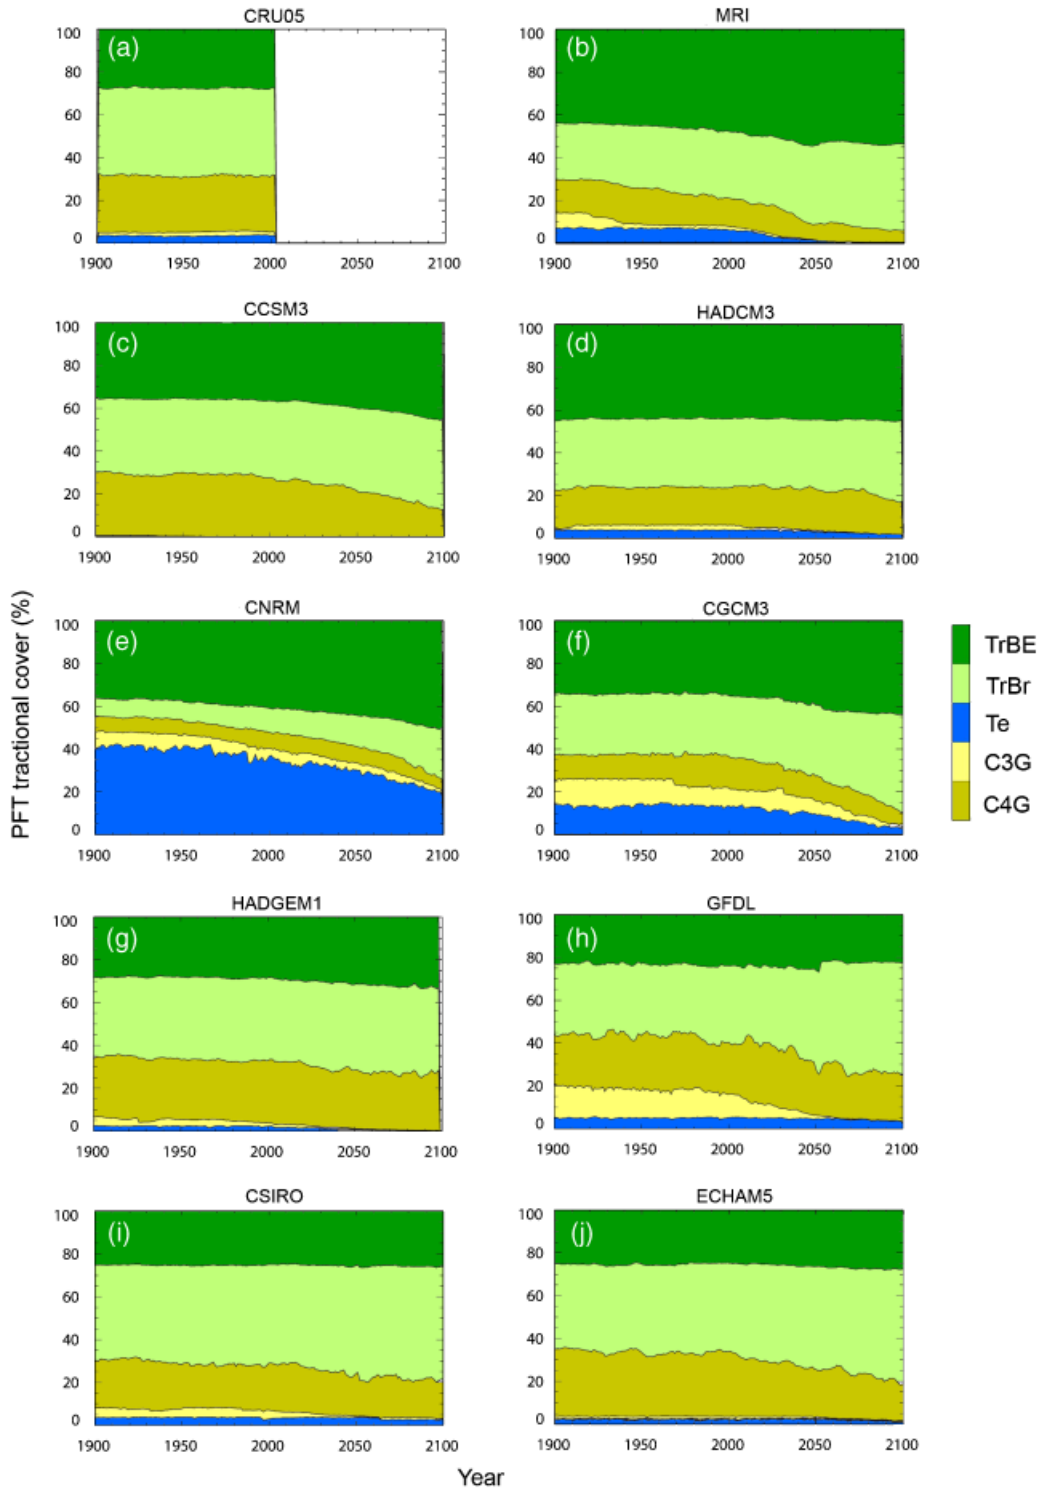 CRU05
(a)
100
80
60
40
20
0
1900 1950 2000 2050 2100
MRI
(b)
100
80
60
40
20
0
1900 1950 2000 2050 2100
CCSM3
(c)
100
80
60
40
20
0
1900 1950 2000 2050 2100
HADCM3
(d)
100
80
60
40
20
0
1900 1950 2000 2050 2100
PFT tractional cover (%)
CNRM
(e)
100
80
60
40
20
0
1900 1950 2000 2050 2100
CGCM3
(f)
100
80
60
40
20
0
1900 1950 2000 2050 2100
TrBE
TrBr
Te
C3G
C4G
HADGEM1
(g)
100
80
60
40
20
0
1900 1950 2000 2050 2100
GFDL
(h)
100
80
60
40
20
0
1900 1950 2000 2050 2100
CSIRO
(i)
100
80
60
40
20
0
1900 1950 2000 2050 2100
ECHAM5
(j)
100
80
60
40
20
0
1900 1950 2000 2050 2100
Year